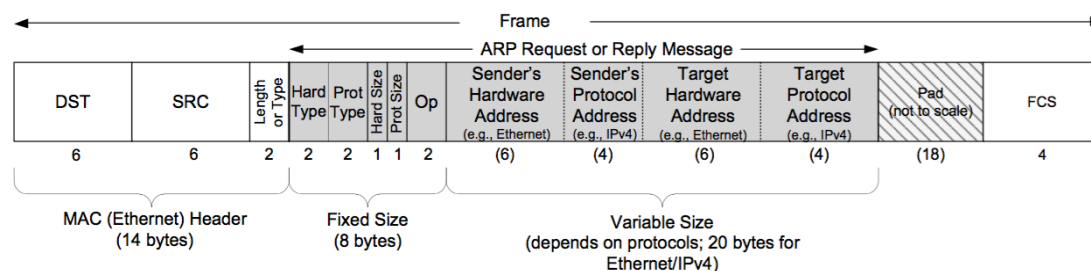 Frame
ARP Request or Reply Message
DST
SRC
Length
or Type
Hard
Type
Prot
Type
Hard Size
Prot Size
Op
Sender's
Hardware
Address
(e.g., Ethernet)
Sender's
Protocol
Address
(e.g., IPv4)
Target
Hardware
Address
(e.g., Ethernet)
Target
Protocol
Address
(e.g., IPv4)
Pad
(not to scale)
FCS
6
6
2
2
2
1
1
2
(6)
(4)
(6)
(4)
(18)
4
MAC (Ethernet) Header
(14 bytes)
Fixed Size
(8 bytes)
Variable Size
(depends on protocols; 20 bytes for
Ethernet/IPv4)